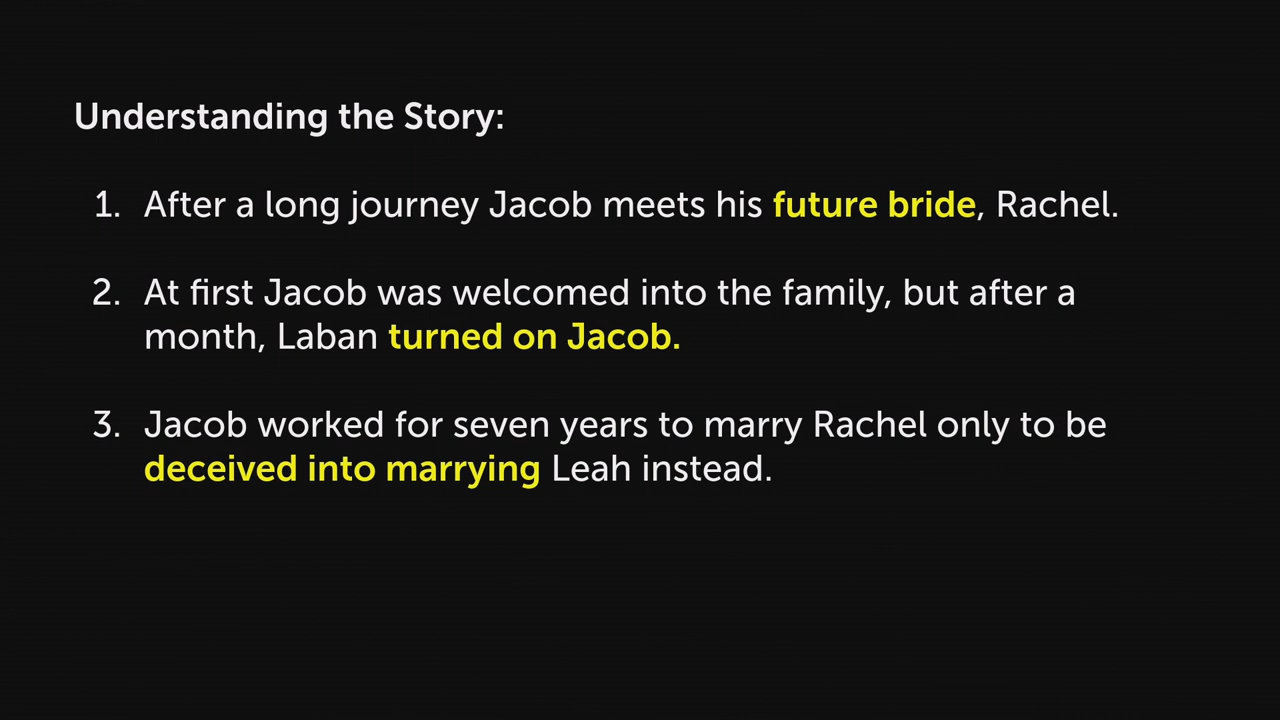 Understanding the Story:
1. After a long journey Jacob meets his future bride, Rachel.
2. At first Jacob was welcomed into the family, but after a
month, Laban turned on Jacob.
3. Jacob worked for seven years to marry Rachel only to be
deceived into marrying Leah instead.